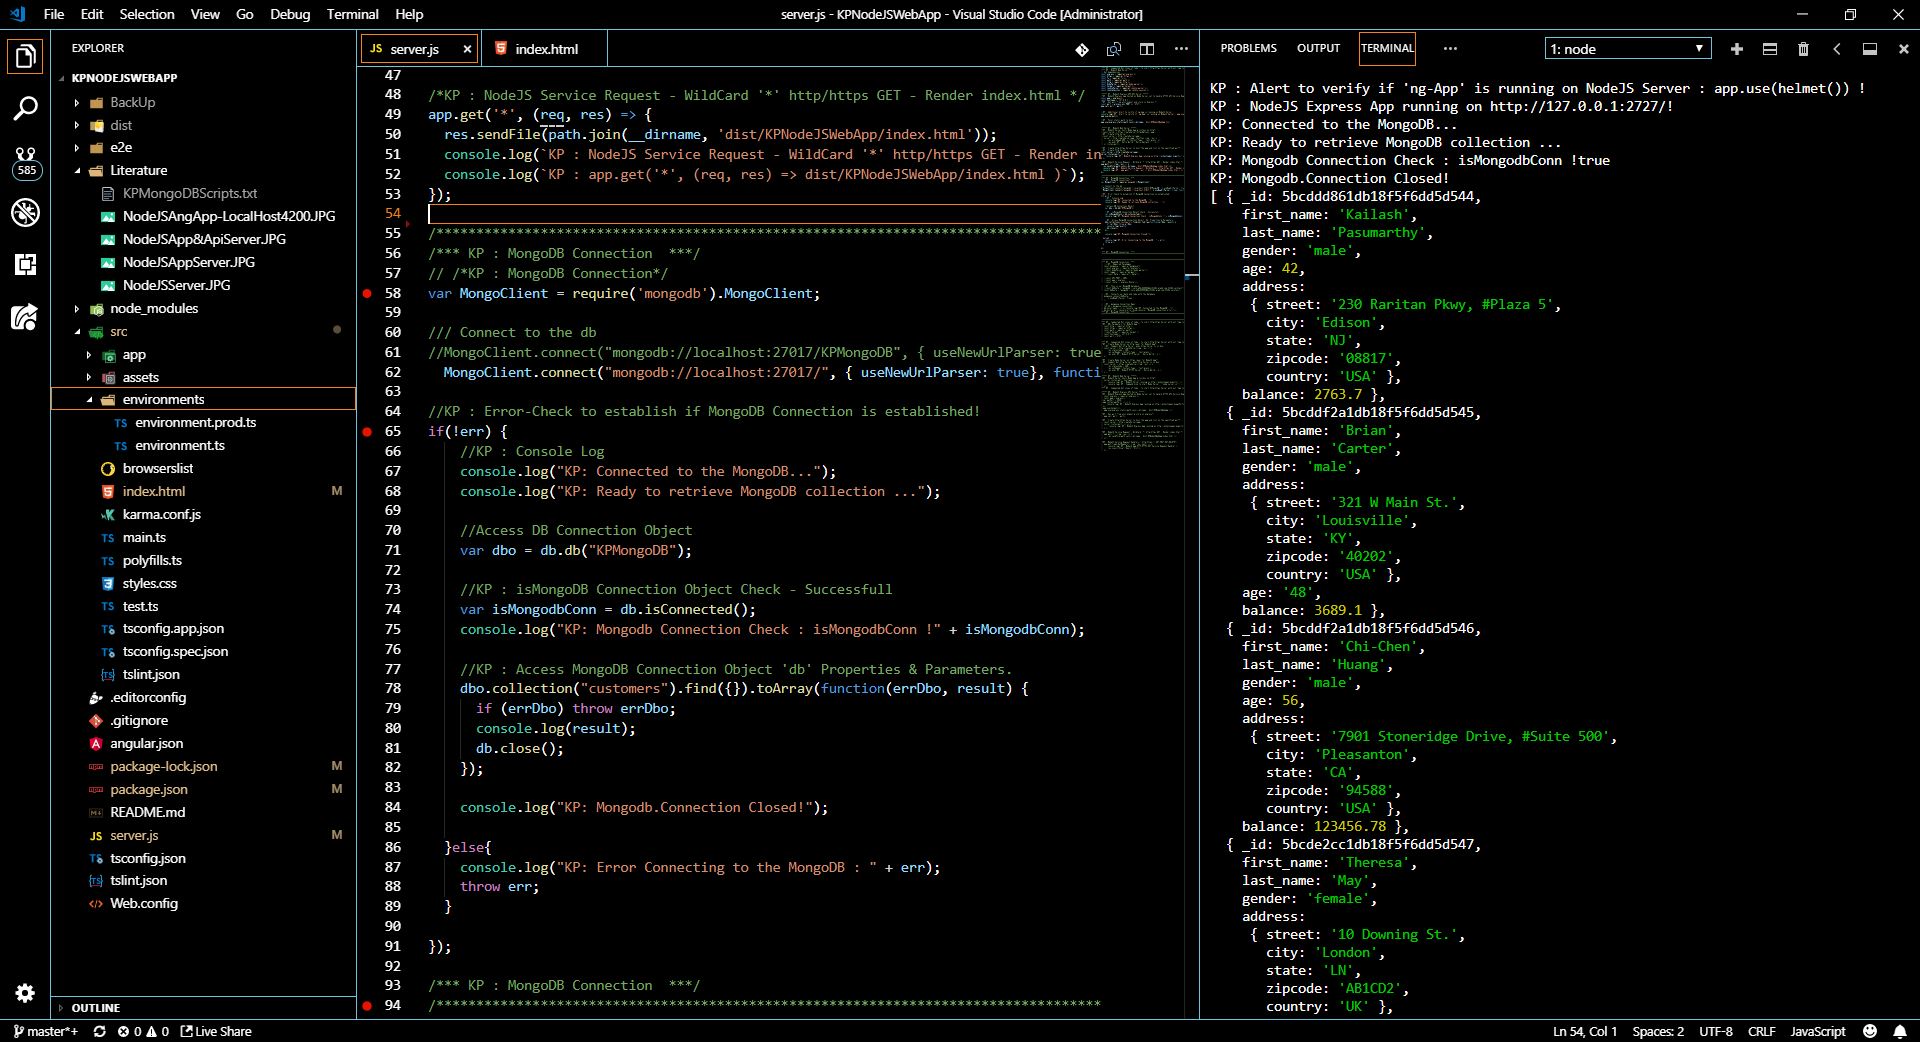 File Edit Selection View Go Debug Terminal Help
server.js - KPNodeJSWebApp - Visual Studio Code [Administrator]
EXPLORER
KPNODEJSWEBAPP
BackUp
dist
e2e
Literature
KPMongoDBScripts.txt
NodeJSAngApp-LocalHost4200.JPG
NodeJSApp&ApiServer.JPG
NodeJSAppServer.JPG
NodeJSServer.JPG
node_modules
src
app
assets
environments
TS environment.prod.ts
TS environment.ts
browserslist
index.html M
karma.conf.js
TS main.ts
TS polyfills.ts
styles.css
TS test.ts
tsconfig.app.json
tsconfig.spec.json
tslint.json
.editorconfig
.gitignore
angular.json
package-lock.json M
package.json M
README.md
JS server.js M
tsconfig.json
tslint.json
Web.config
OUTLINE
585
JS server.js ×
index.html
47
48 /*KP : NodeJS Service Request - WildCard '*' http/https GET - Render index.html */
49 app.get('*', (req, res) => {
50 res.sendFile(path.join(__dirname, 'dist/KPNodeJSWebApp/index.html'));
51 console.log(`KP : NodeJS Service Request - WildCard '*' http/https GET - Render in
52 console.log(`KP : app.get('*', (req, res) => dist/KPNodeJSWebApp/index.html )`);
53 });
54
55 /***********************************************************************************
56 /*** KP : MongoDB Connection  ***/
57 // /*KP : MongoDB Connection*/
58 var MongoClient = require('mongodb').MongoClient;
59
60 /// Connect to the db
61 //MongoClient.connect("mongodb://localhost:27017/KPMongoDB", { useNewUrlParser: true
62 MongoClient.connect("mongodb://localhost:27017/", { useNewUrlParser: true}, functi
63
64 //KP : Error-Check to establish if MongoDB Connection is established!
65 if(!err) {
66 //KP : Console Log
67 console.log("KP: Connected to the MongoDB...");
68 console.log("KP: Ready to retrieve MongoDB collection ...");
69
70 //Access DB Connection Object
71 var dbo = db.db("KPMongoDB");
72
73 //KP : isMongoDB Connection Object Check - Successfull
74 var isMongodbConn = db.isConnected();
75 console.log("KP: Mongodb Connection Check : isMongodbConn !" + isMongodbConn);
76
77 //KP : Access MongoDB Connection Object 'db' Properties & Parameters.
78 dbo.collection("customers").find({}).toArray(function(errDbo, result) {
79 if (errDbo) throw errDbo;
80 console.log(result);
81 db.close();
82 });
83
84 console.log("KP: Mongodb.Connection Closed!");
85
86 }else{
87 console.log("KP: Error Connecting to the MongoDB : " + err);
88 throw err;
89 }
90
91 });
92
93 /*** KP : MongoDB Connection  ***/
94 /***********************************************************************************
PROBLEMS OUTPUT TERMINAL ··· 1: node
KP : Alert to verify if 'ng-App' is running on NodeJS Server : app.use(helmet()) !
KP : NodeJS Express App running on http://127.0.0.1:2727/!
KP: Connected to the MongoDB...
KP: Ready to retrieve MongoDB collection ...
KP: Mongodb Connection Check : isMongodbConn !true
KP: Mongodb.Connection Closed!
[ { _id: 5bcddd861db18f5f6dd5d544,
first_name: 'Kailash',
last_name: 'Pasumarthy',
gender: 'male',
age: 42,
address:
{ street: '230 Raritan Pkwy, #Plaza 5',
city: 'Edison',
state: 'NJ',
zipcode: '08817',
country: 'USA' },
balance: 2763.7 },
{ _id: 5bcddf2a1db18f5f6dd5d545,
first_name: 'Brian',
last_name: 'Carter',
gender: 'male',
address:
{ street: '321 W Main St.',
city: 'Louisville',
state: 'KY',
zipcode: '40202',
country: 'USA' },
age: '48',
balance: 3689.1 },
{ _id: 5bcddf2a1db18f5f6dd5d546,
first_name: 'Chi-Chen',
last_name: 'Huang',
gender: 'male',
age: 56,
address:
{ street: '7901 Stoneridge Drive, #Suite 500',
city: 'Pleasanton',
state: 'CA',
zipcode: '94588',
country: 'USA' },
balance: 123456.78 },
{ _id: 5bcde2cc1db18f5f6dd5d547,
first_name: 'Theresa',
last_name: 'May',
gender: 'female',
address:
{ street: '10 Downing St.',
city: 'London',
state: 'LN',
zipcode: 'AB1CD2',
country: 'UK' },
master*+ 0 0 Live Share
Ln 54, Col 1 Spaces: 2 UTF-8 CRLF JavaScript